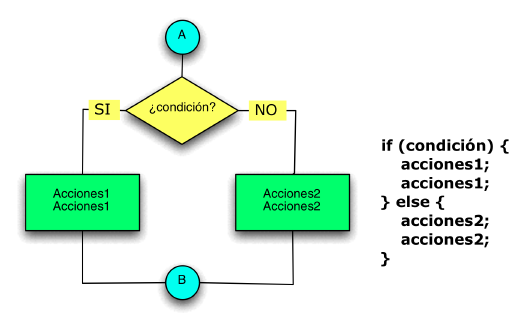 A
¿condición?
SI
NO
Acciones1
Acciones1
Acciones2
Acciones2
B
if (condición) {
acciones1;
acciones1;
} else {
acciones2;
acciones2;
}